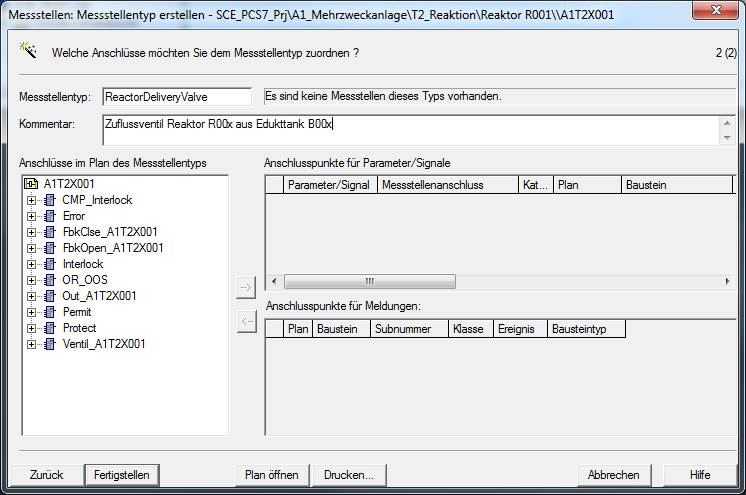 Messstellen: Messstellentyp erstellen - SCE_PCS7_Prj\A1_Mehrzweckanlage\T2_Reaktion\Reaktor R001\\A1T2X001
Welche Anschlüsse möchten Sie dem Messstellentyp zuordnen ?
2 (2)
Messstellentyp: ReactorDeliveryValve Es sind keine Messstellen dieses Typs vorhanden.
Kommentar: Zuflussventil Reaktor R00x aus Edukttank B00x
Anschlüsse im Plan des Messstellentyps
A1T2X001
CMP_Interlock
Error
FbkClse_A1T2X001
FbkOpen_A1T2X001
Interlock
OR_OOS
Out_A1T2X001
Permit
Protect
Ventil_A1T2X001
-->
<--
Anschlusspunkte für Parameter/Signale
Parameter/Signal Messstellenanschluss Kat... Plan Baustein
Anschlusspunkte für Meldungen:
Plan Baustein Subnummer Klasse Ereignis Bausteintyp
Zurück Fertigstellen Plan öffnen Drucken... Abbrechen Hilfe